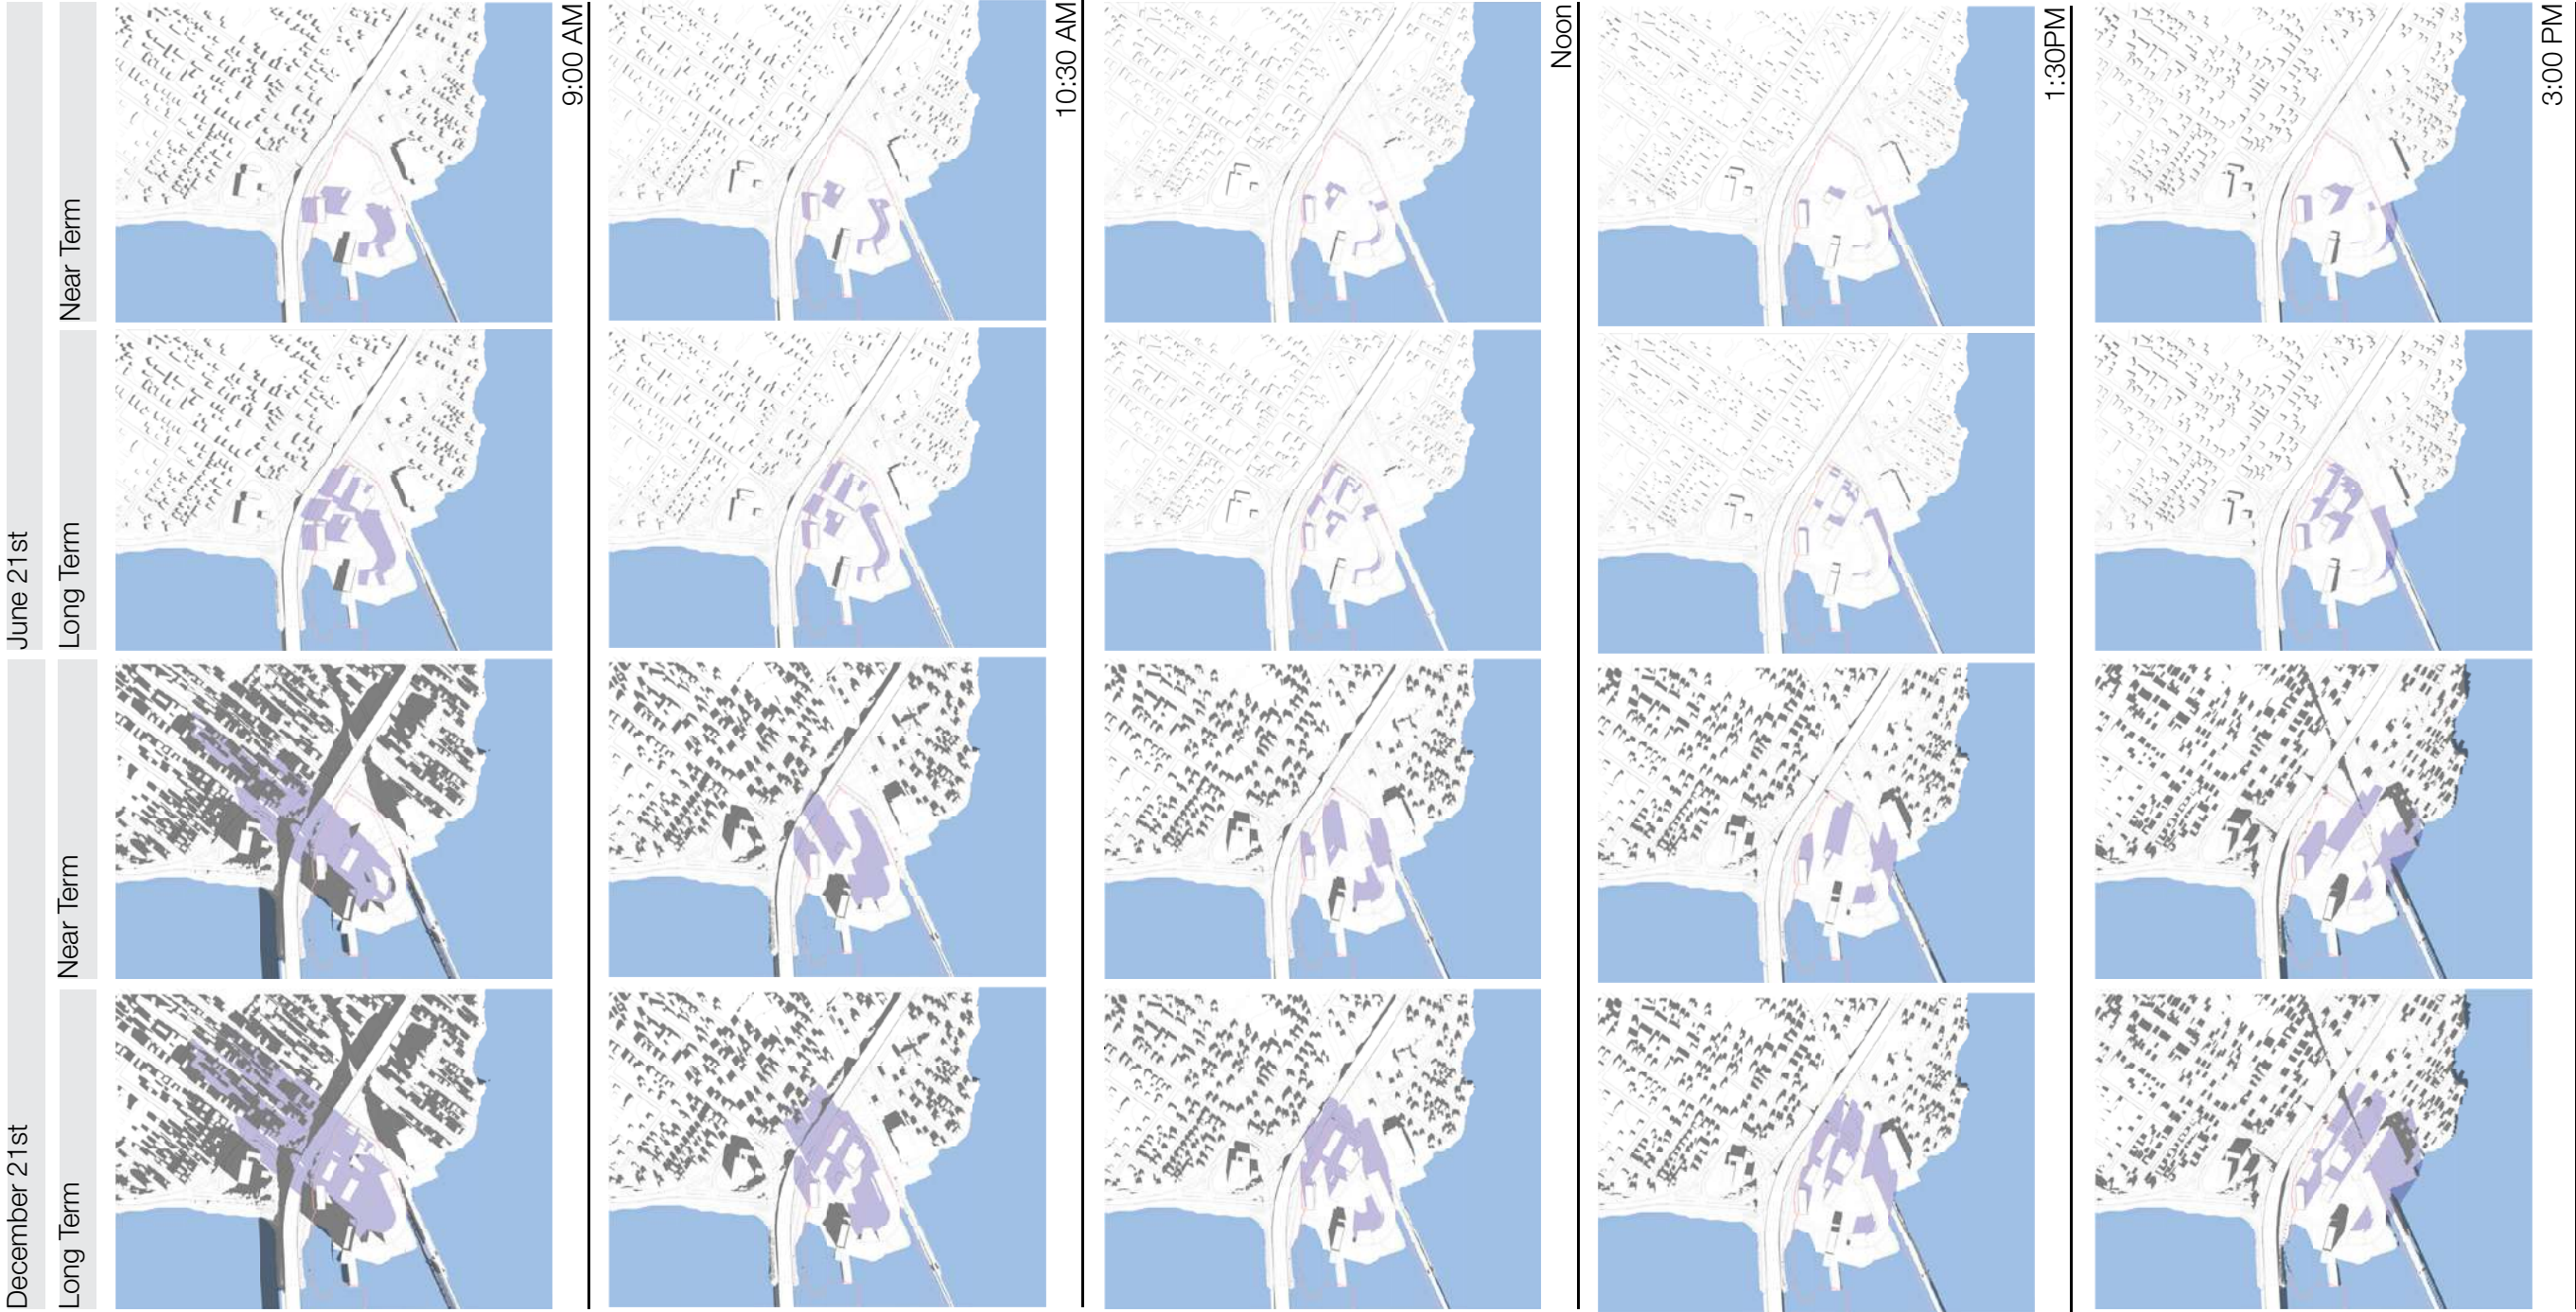 9:00 AM
10:30 AM
Noon
1:30PM
3:00 PM
June 21st
Near Term
Long Term
December 21st
Near Term
Long Term